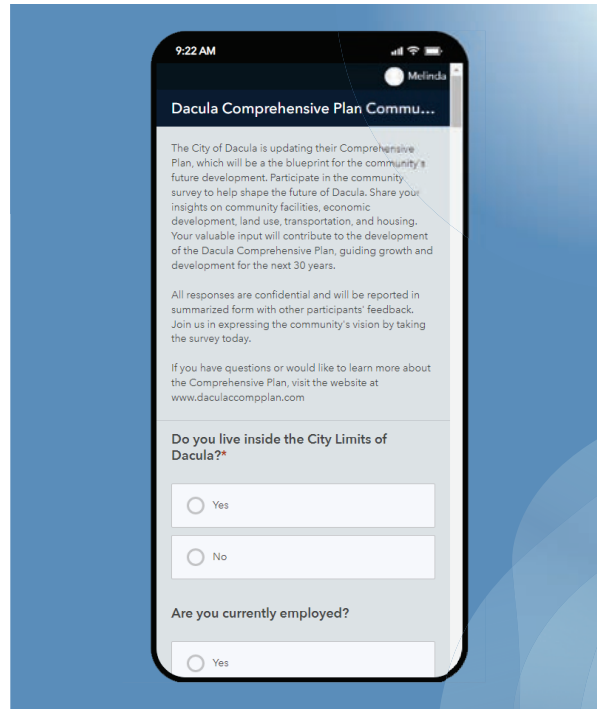 9:22 AM
Melinda
Dacula Comprehensive Plan Commu...
The City of Dacula is updating their Comprehensive
Plan, which will be a the blueprint for the community's
future development. Participate in the community
survey to help shape the future of Dacula. Share your
insights on community facilities, economic
development, land use, transportation, and housing.
Your valuable input will contribute to the development
of the Dacula Comprehensive Plan, guiding growth and
development for the next 30 years.
All responses are confidential and will be reported in
summarized form with other participants' feedback.
Join us in expressing the community's vision by taking
the survey today.
If you have questions or would like to learn more about
the Comprehensive Plan, visit the website at
www.daculaccompplan.com
Do you live inside the City Limits of
Dacula?*
Yes
No
Are you currently employed?
Yes